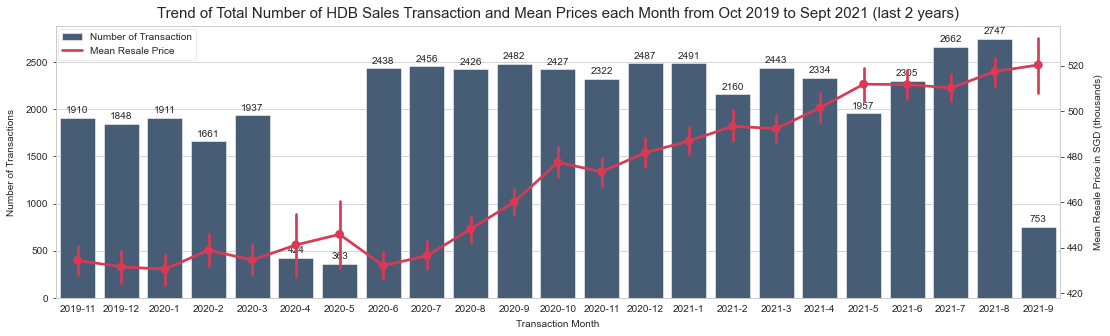 Trend of Total Number of HDB Sales Transaction and Mean Prices each Month from Oct 2019 to Sept 2021 (last 2 years)
Number of Transaction
Mean Resale Price
Number of Transactions
2500
2000
1500
1000
500
0
1910 1848 1911 1661 1937 424 363 2438 2456 2426 2482 2427 2322 2487 2491 2160 2443 2334 1957 2305 2662 2747 753
520
500
480
460
440
420
Mean Resale Price in SGD (thousands)
2019-11 2019-12 2020-1 2020-2 2020-3 2020-4 2020-5 2020-6 2020-7 2020-8 2020-9 2020-10 2020-11 2020-12 2021-1 2021-2 2021-3 2021-4 2021-5 2021-6 2021-7 2021-8 2021-9
Transaction Month